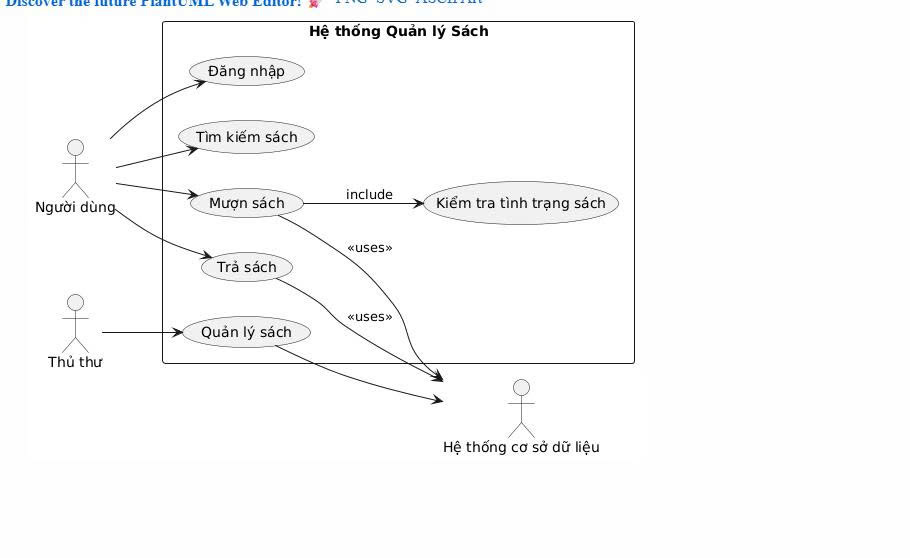 Discover the future PlantUML Web Editor! PNG SVG ASCII Art
Hệ thống Quản lý Sách
Đăng nhập
Tìm kiếm sách
Người dùng
Mượn sách
include
Kiểm tra tình trạng sách
«uses»
Trả sách
«uses»
Quản lý sách
Thủ thư
Hệ thống cơ sở dữ liệu